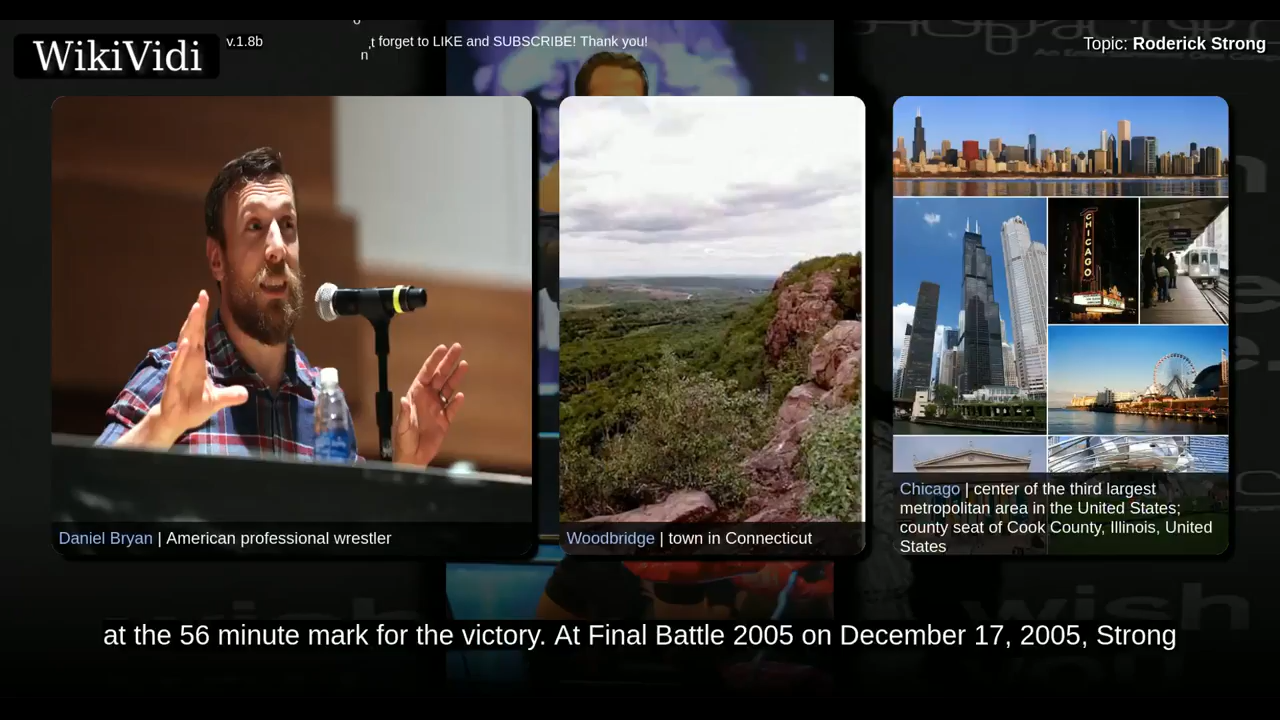 WikiVidi
v.1.8b
't forget to LIKE and SUBSCRIBE! Thank you!
n
Topic: Roderick Strong
CHICAGO
CHICAGO
Daniel Bryan | American professional wrestler
Woodbridge | town in Connecticut
Chicago | center of the third largest
metropolitan area in the United States;
county seat of Cook County, Illinois, United
States
at the 56 minute mark for the victory. At Final Battle 2005 on December 17, 2005, Strong
wish